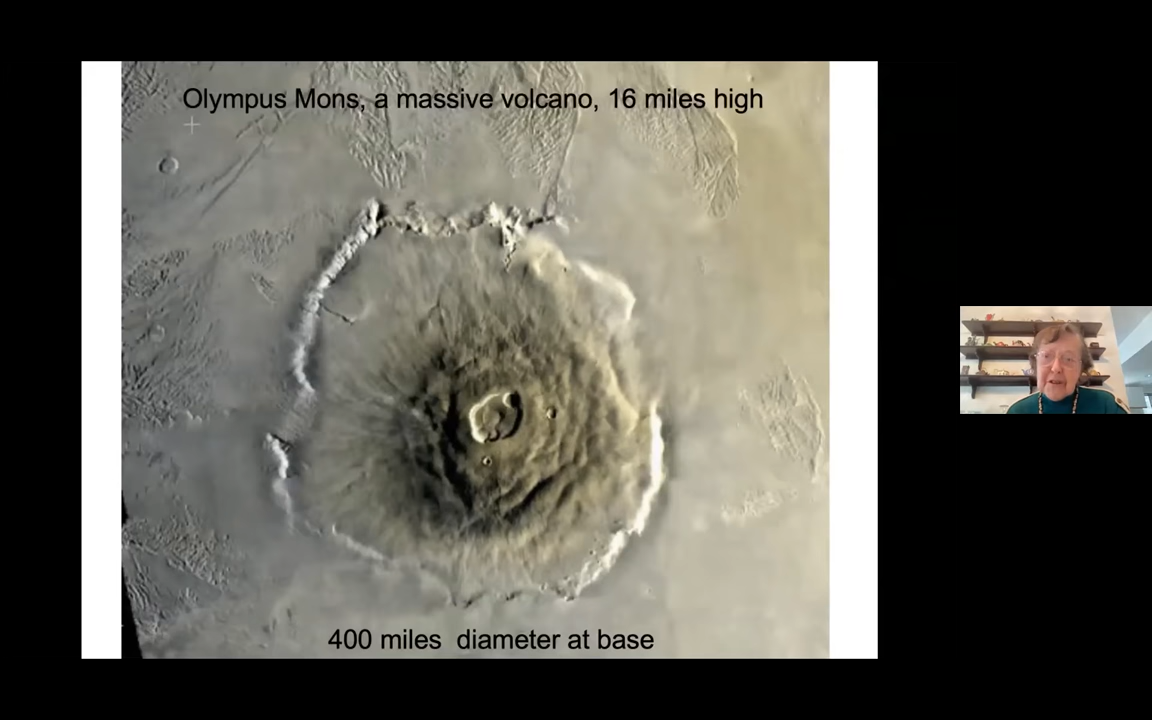 Olympus Mons, a massive volcano, 16 miles high
400 miles diameter at base